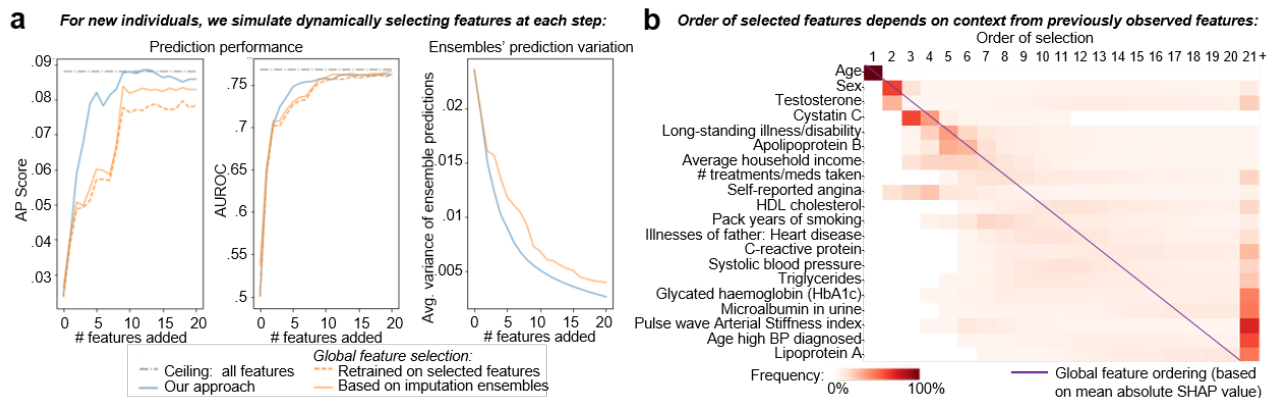 a
For new individuals, we simulate dynamically selecting features at each step:
Prediction performance
Ensembles' prediction variation
AP Score
.09
.08
.07
.06
.05
.04
.03
0 5 10 15 20
# features added
AUROC
.75
.7
.65
.6
.55
.5
0 5 10 15 20
# features added
Avg. variance of ensemble predictions
.02
.015
.01
.005
0 5 10 15 20
# features added
Global feature selection:
Ceiling: all features
Retrained on selected features
Our approach
Based on imputation ensembles
b
Order of selected features depends on context from previously observed features:
Order of selection
1 2 3 4 5 6 7 8 9 10 11 12 13 14 15 16 17 18 19 20 21+
Age
Sex
Testosterone
Cystatin C
Long-standing illness/disability
Apolipoprotein B
Average household income
# treatments/meds taken
Self-reported angina
HDL cholesterol
Pack years of smoking
Illnesses of father: Heart disease
C-reactive protein
Systolic blood pressure
Triglycerides
Glycated haemoglobin (HbA1c)
Microalbumin in urine
Pulse wave Arterial Stiffness index
Age high BP diagnosed
Lipoprotein A
Frequency:
0% 100%
Global feature ordering (based
on mean absolute SHAP value)